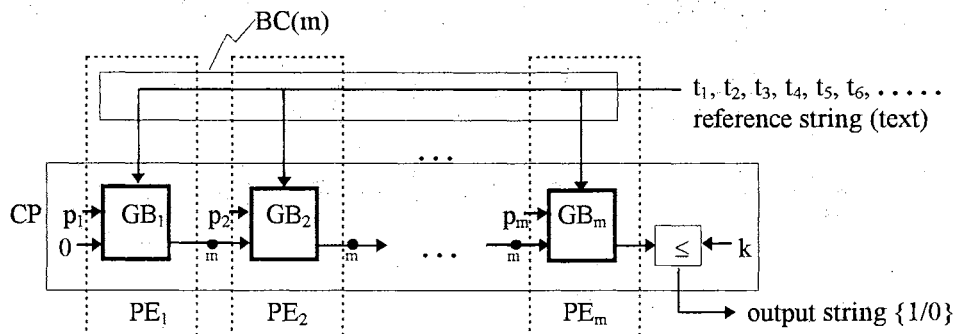 BC(m)
t₁, t₂, t₃, t₄, t₅, t₆, . . . . .
reference string (text)
. . .
CP
p₁ GB₁ p₂ GB₂ pₘ GBₘ
0 m m . . . m ≤ k
PE₁ PE₂ PEₘ output string {1/0}